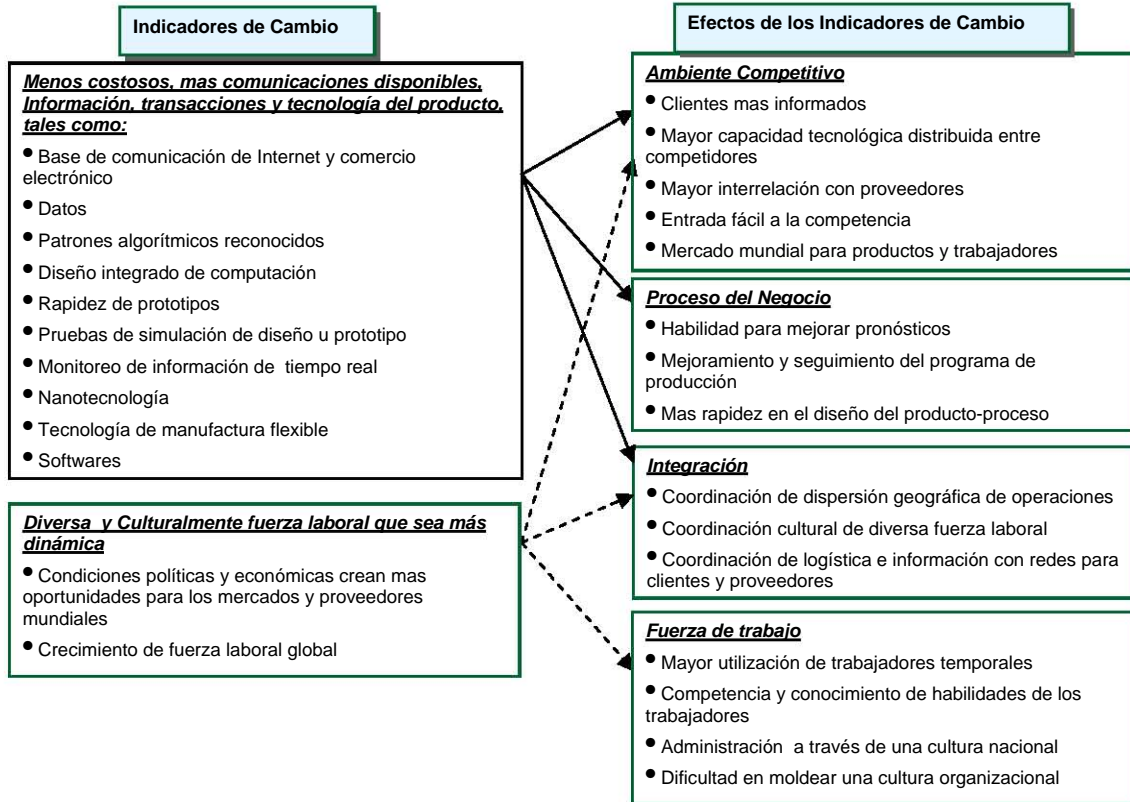 Indicadores de Cambio
Menos costosos, mas comunicaciones disponibles,
Información, transacciones y tecnología del producto,
tales como:
• Base de comunicación de Internet y comercio
electrónico
• Datos
• Patrones algorítmicos reconocidos
• Diseño integrado de computación
• Rapidez de prototipos
• Pruebas de simulación de diseño u prototipo
• Monitoreo de información de tiempo real
• Nanotecnología
• Tecnología de manufactura flexible
• Softwares
Diversa y Culturalmente fuerza laboral que sea más
dinámica
• Condiciones políticas y económicas crean mas
oportunidades para los mercados y proveedores
mundiales
• Crecimiento de fuerza laboral global
Efectos de los Indicadores de Cambio
Ambiente Competitivo
• Clientes mas informados
• Mayor capacidad tecnológica distribuida entre
competidores
• Mayor interrelación con proveedores
• Entrada fácil a la competencia
• Mercado mundial para productos y trabajadores
Proceso del Negocio
• Habilidad para mejorar pronósticos
• Mejoramiento y seguimiento del programa de
producción
• Mas rapidez en el diseño del producto-proceso
Integración
• Coordinación de dispersión geográfica de operaciones
• Coordinación cultural de diversa fuerza laboral
• Coordinación de logística e información con redes para
clientes y proveedores
Fuerza de trabajo
• Mayor utilización de trabajadores temporales
• Competencia y conocimiento de habilidades de los
trabajadores
• Administración a través de una cultura nacional
• Dificultad en moldear una cultura organizacional